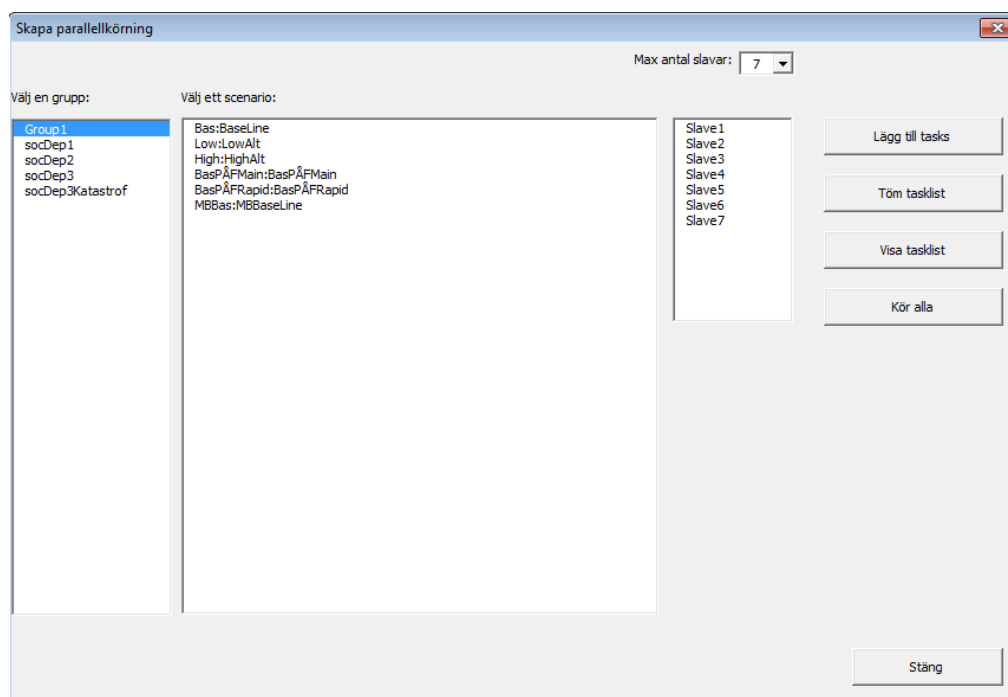 Skapa parallellkörning
Max antal slavar: 7
Välj en grupp:
Välj ett scenario:
Group1
socDep1
socDep2
socDep3
socDep3Katastrof
Bas:BaseLine
Low:LowAlt
High:HighAlt
BasPÅFMain:BasPÅFMain
BasPÅFRapid:BasPÅFRapid
MBBas:MBBaseLine
Slave1
Slave2
Slave3
Slave4
Slave5
Slave6
Slave7
Lägg till tasks
Töm tasklist
Visa tasklist
Kör alla
Stäng